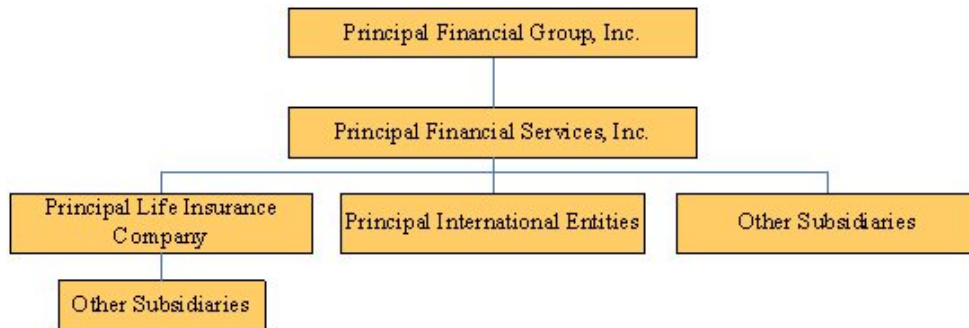 Principal Financial Group, Inc.
Principal Financial Services, Inc.
Principal Life Insurance
Company
Principal International Entities
Other Subsidiaries
Other Subsidiaries